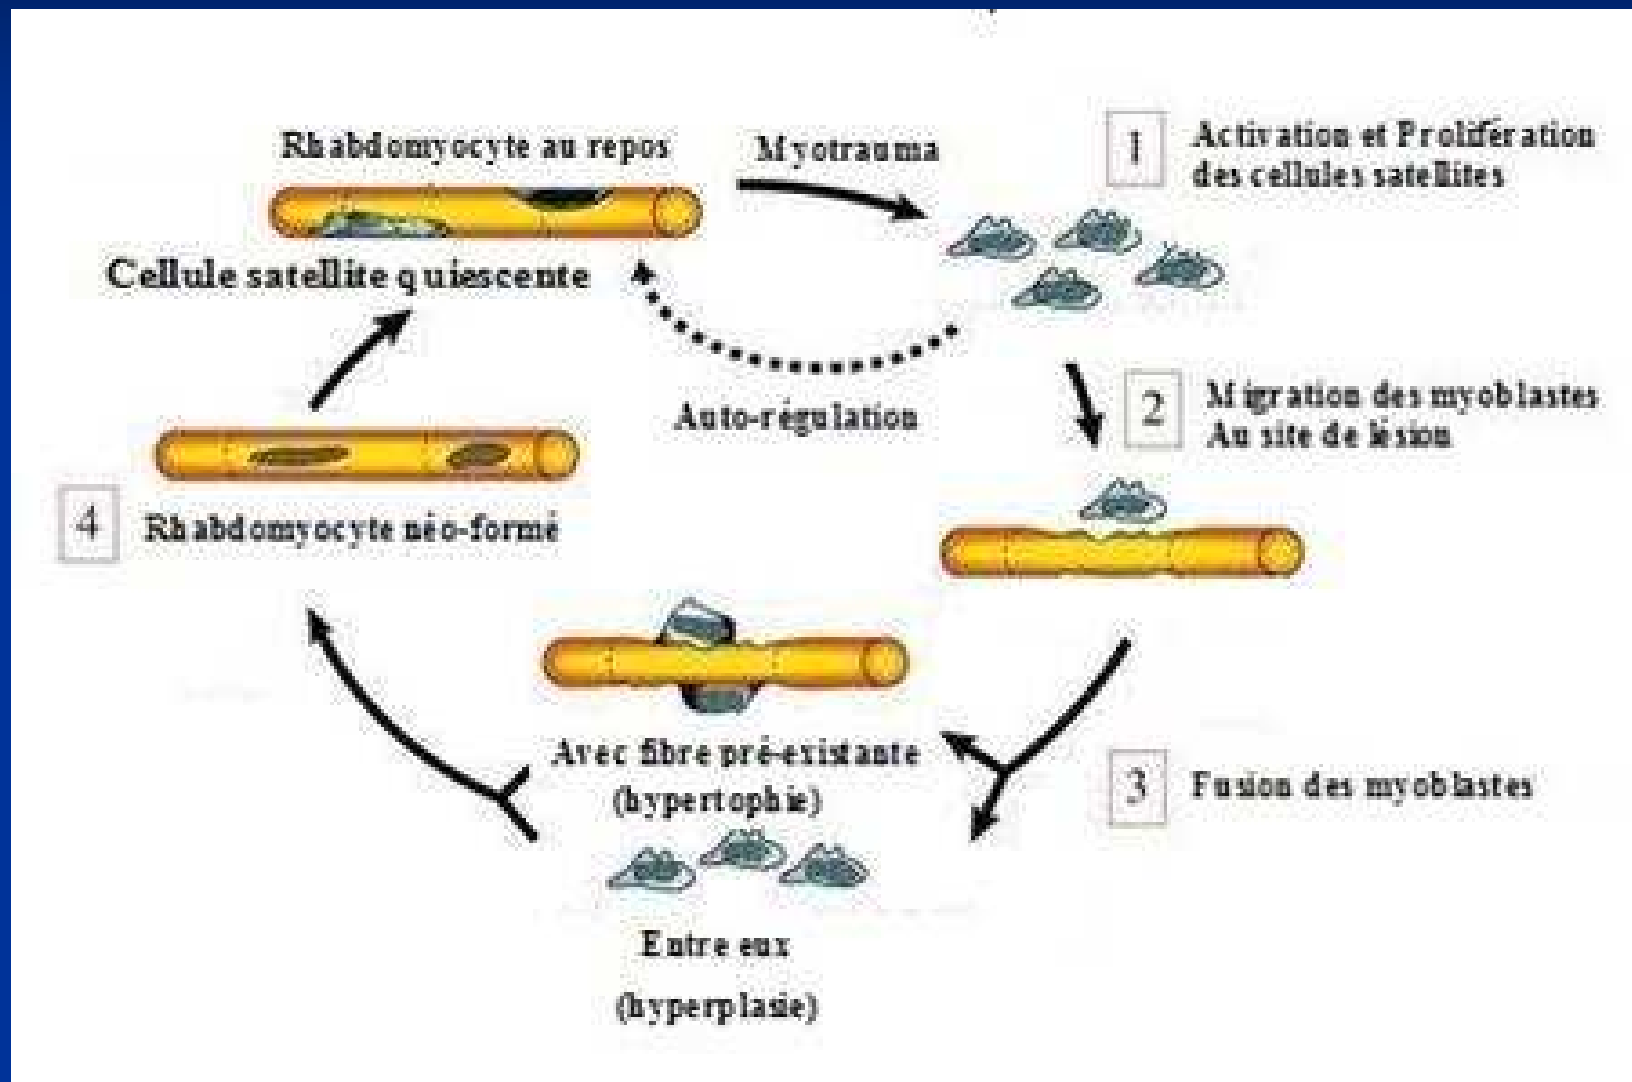 Rhabdomyocyte au repos
Myotrauma
1
Activation et Prolifération
des cellules satellites
Cellule satellite quiescente
Auto-régulation
2
Migration des myoblastes
Au site de lésion
4
Rhabdomyocyte néo-formé
Avec fibre pré-existante
(hypertophie)
3
Fusion des myoblastes
Entre eux
(hyperplasie)